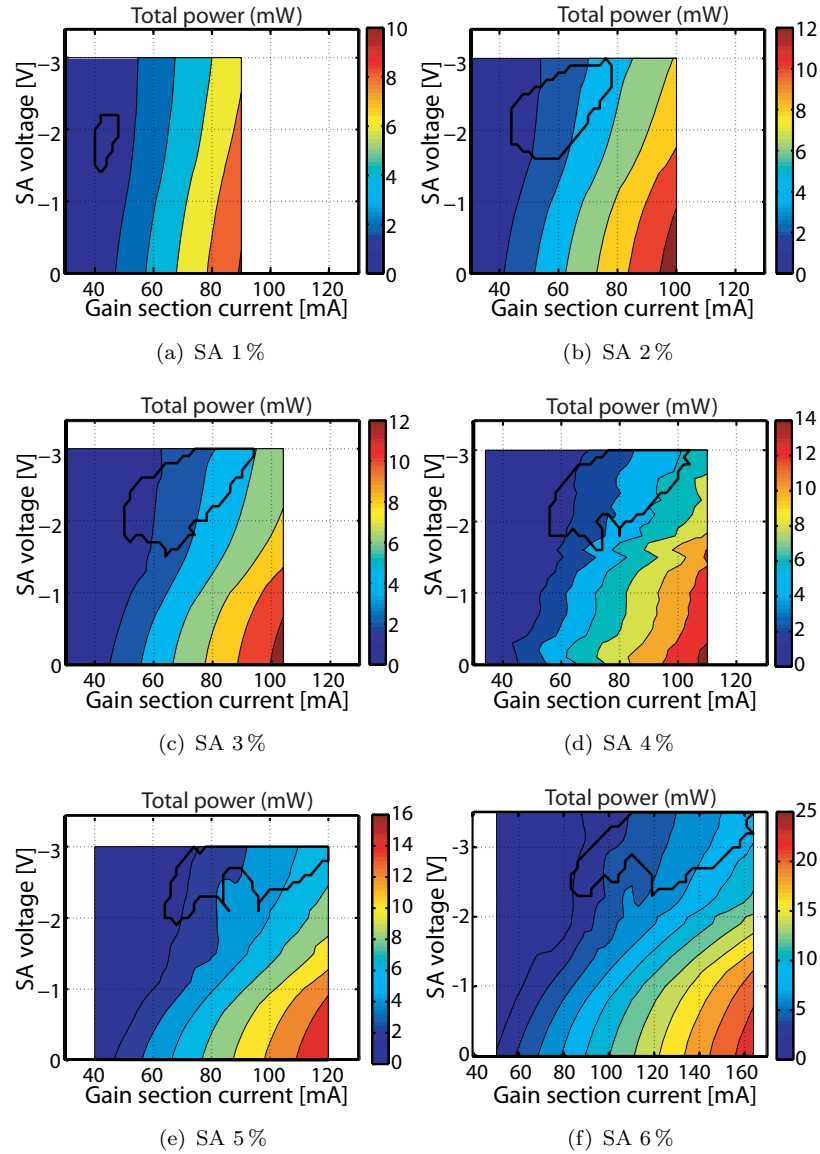 Total power (mW)
SA voltage [V]
−3
−2
−1
0
40 60 80 100 120
Gain section current [mA]
10
8
6
4
2
0
(a) SA 1 %
Total power (mW)
SA voltage [V]
−3
−2
−1
0
40 60 80 100 120
Gain section current [mA]
12
10
8
6
4
2
0
(b) SA 2 %
Total power (mW)
SA voltage [V]
−3
−2
−1
0
40 60 80 100 120
Gain section current [mA]
12
10
8
6
4
2
0
(c) SA 3 %
Total power (mW)
SA voltage [V]
−3
−2
−1
0
40 60 80 100 120
Gain section current [mA]
14
12
10
8
6
4
2
0
(d) SA 4 %
Total power (mW)
SA voltage [V]
−3
−2
−1
0
40 60 80 100 120
Gain section current [mA]
16
14
12
10
8
6
4
2
0
(e) SA 5 %
Total power (mW)
SA voltage [V]
-3
-2
-1
0
40 60 80 100 120 140 160
Gain section current [mA]
25
20
15
10
5
0
(f) SA 6 %